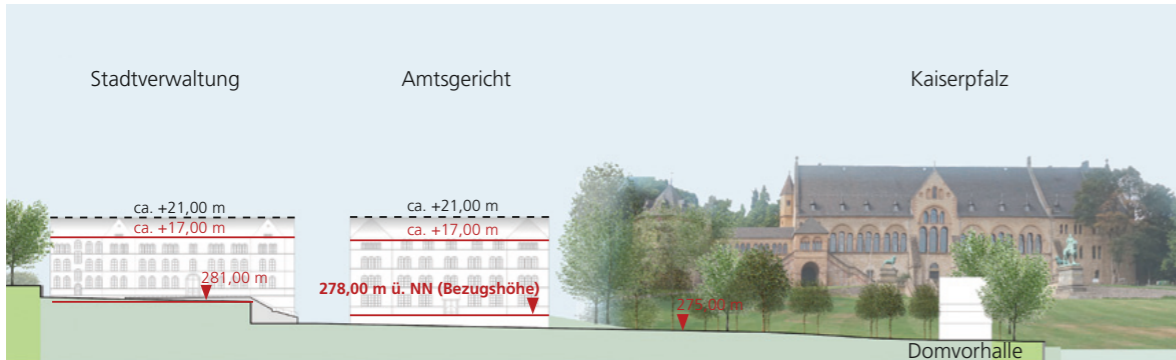 Stadtverwaltung
Amtsgericht
Kaiserpfalz
ca. +21,00 m
ca. +17,00 m
ca. +21,00 m
ca. +17,00 m
281,00 m
278,00 m ü. NN (Bezugshöhe)
275,00 m
Domvorhalle